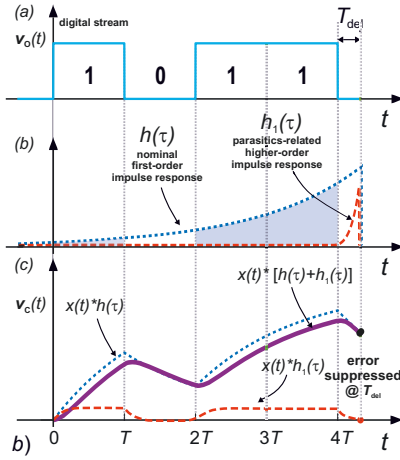 (a)
digital stream
T_del
v_o(t)
1 0 1 1
t
(b)
h(τ)
nominal
first-order
impulse response
h_1(τ)
parasitics-related
higher-order
impulse response
t
(c)
v_c(t)
x(t)*h(τ)
x(t)* [h(τ)+h_1(τ)]
x(t)*h_1(τ)
error
suppressed
@ T_del
b) 0 T 2T 3T 4T t